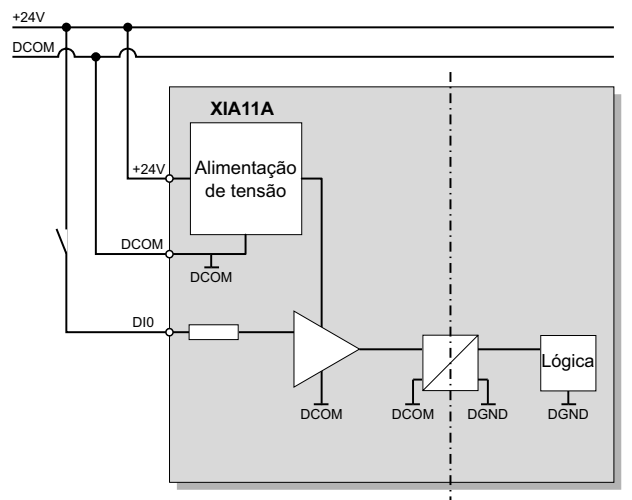 +24V
DCOM
XIA11A
Alimentação
de tensão
+24V
DCOM
DCOM
DI0
Lógica
DCOM
DCOM
DGND
DGND